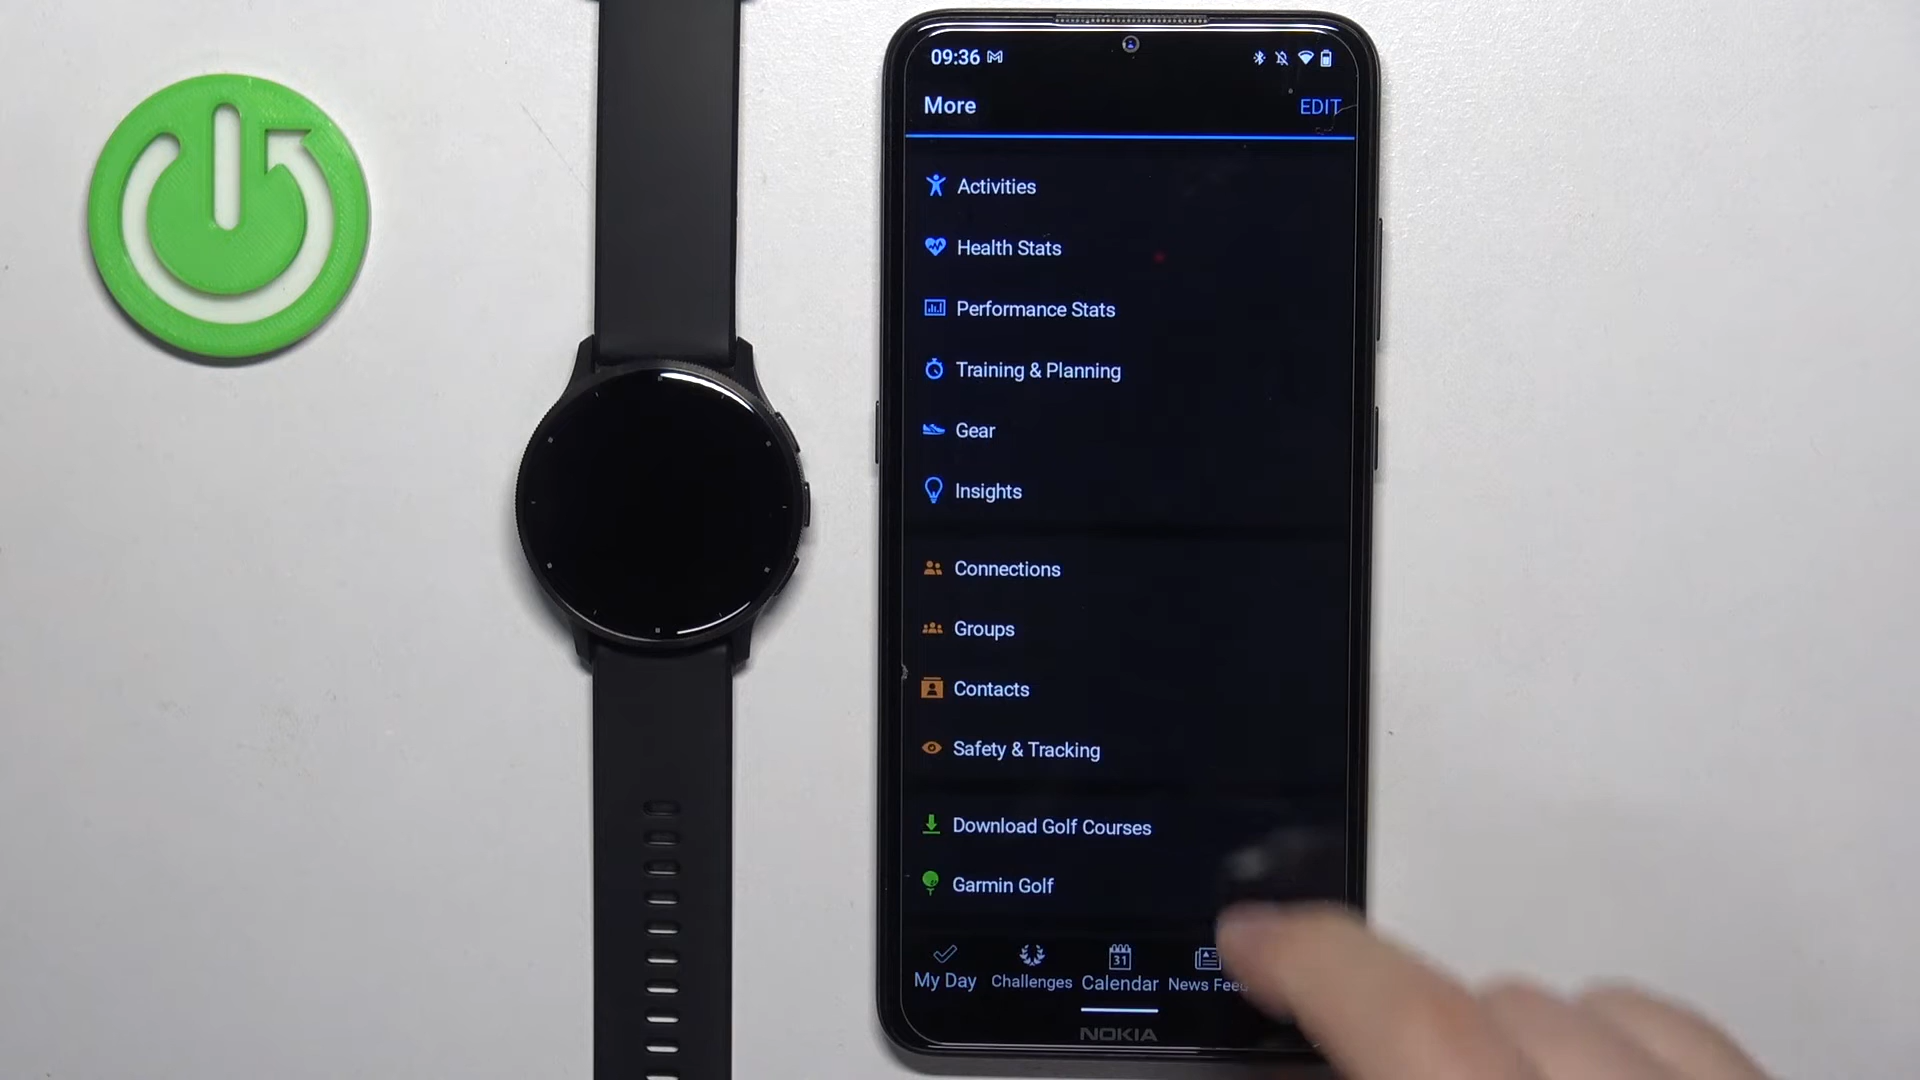 09:36
More
EDIT
Activities
Health Stats
Performance Stats
Training & Planning
Gear
Insights
Connections
Groups
Contacts
Safety & Tracking
Download Golf Courses
Garmin Golf
31
My Day Challenges Calendar News
NOKIA